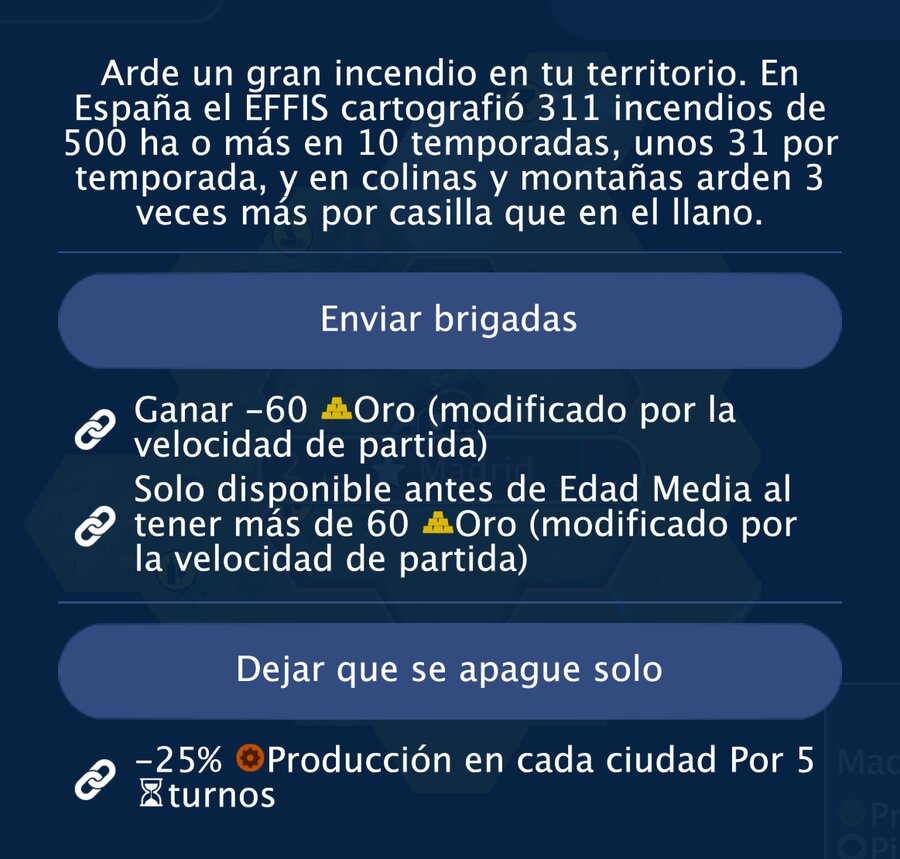 Arde un gran incendio en tu territorio. En
España el EFFIS cartografió 311 incendios de
500 ha o más en 10 temporadas, unos 31 por
temporada, y en colinas y montañas arden 3
veces más por casilla que en el llano.
Enviar brigadas
Ganar -60 Oro (modificado por la
velocidad de partida)
Solo disponible antes de Edad Media al
tener más de 60 Oro (modificado por
la velocidad de partida)
Dejar que se apague solo
-25% Producción en cada ciudad Por 5
turnos
Madrid